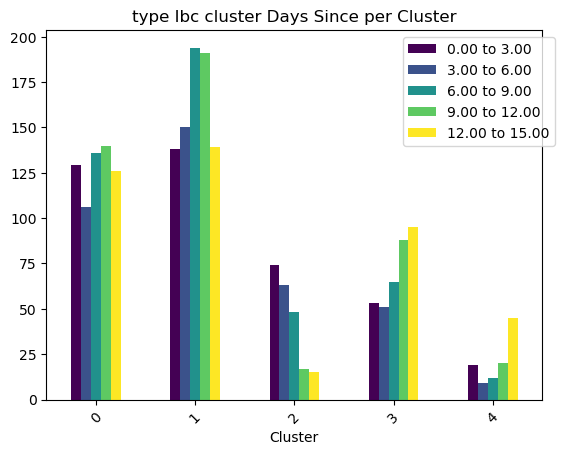 type Ibc cluster Days Since per Cluster
200
175
150
125
100
75
50
25
0
0.00 to 3.00
3.00 to 6.00
6.00 to 9.00
9.00 to 12.00
12.00 to 15.00
0
1
2
3
4
Cluster